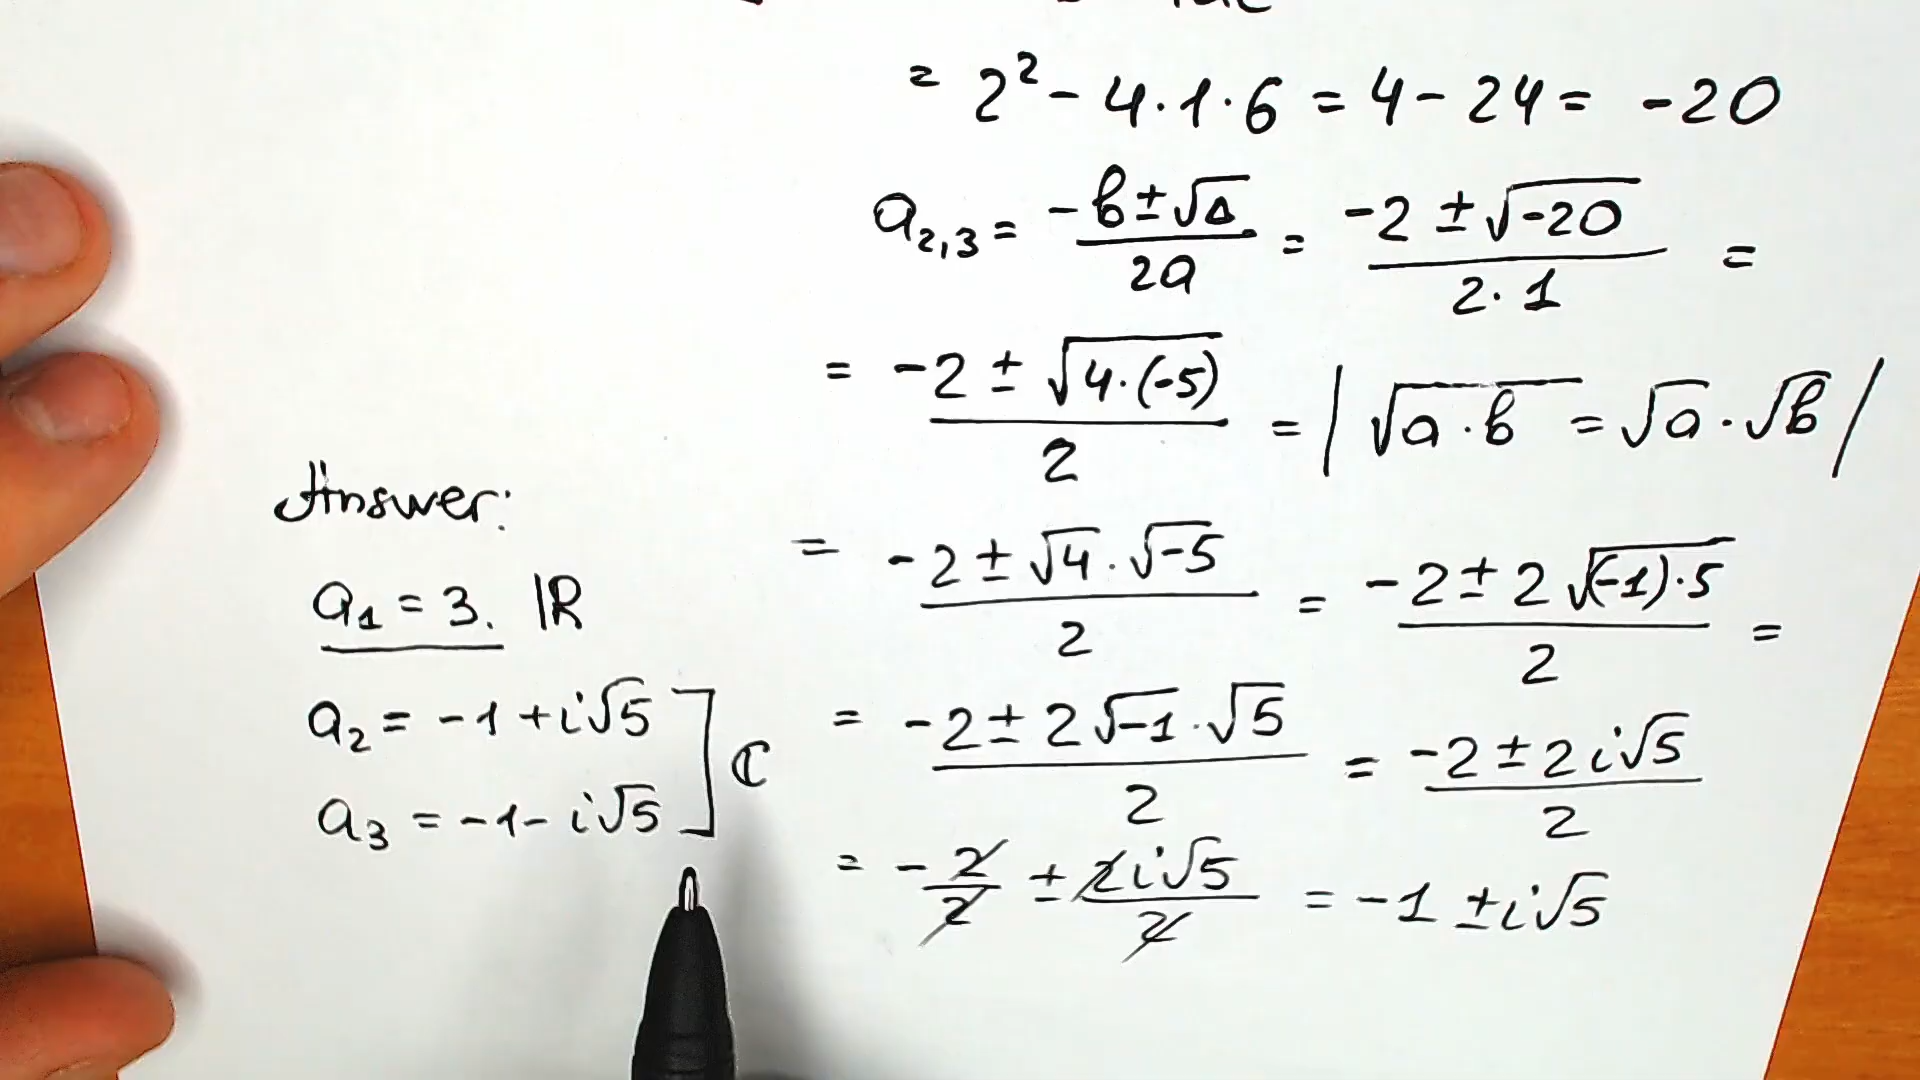 = 2² - 4·1·6 = 4 - 24 = -20
a₂,₃ = (-b ± √Δ)/(2a) = (-2 ± √-20)/(2·1) =
= (-2 ± √(4·(-5)))/2 = | √(a·b) = √a · √b |
= (-2 ± √4 · √-5)/2 = (-2 ± 2√((-1)·5))/2 =
= (-2 ± 2√-1 · √5)/2 = (-2 ± 2i√5)/2
= -2/2 ± 2i√5/2 = -1 ± i√5
Answer:
a₁ = 3. ℝ
a₂ = -1 + i√5
a₃ = -1 - i√5
ℂ